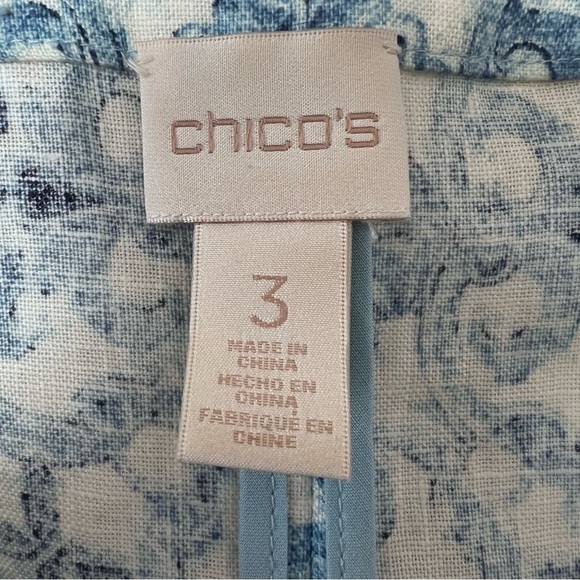 chico's
3
MADE IN
CHINA
HECHO EN
CHINA
FABRIQUÉ EN
CHINE